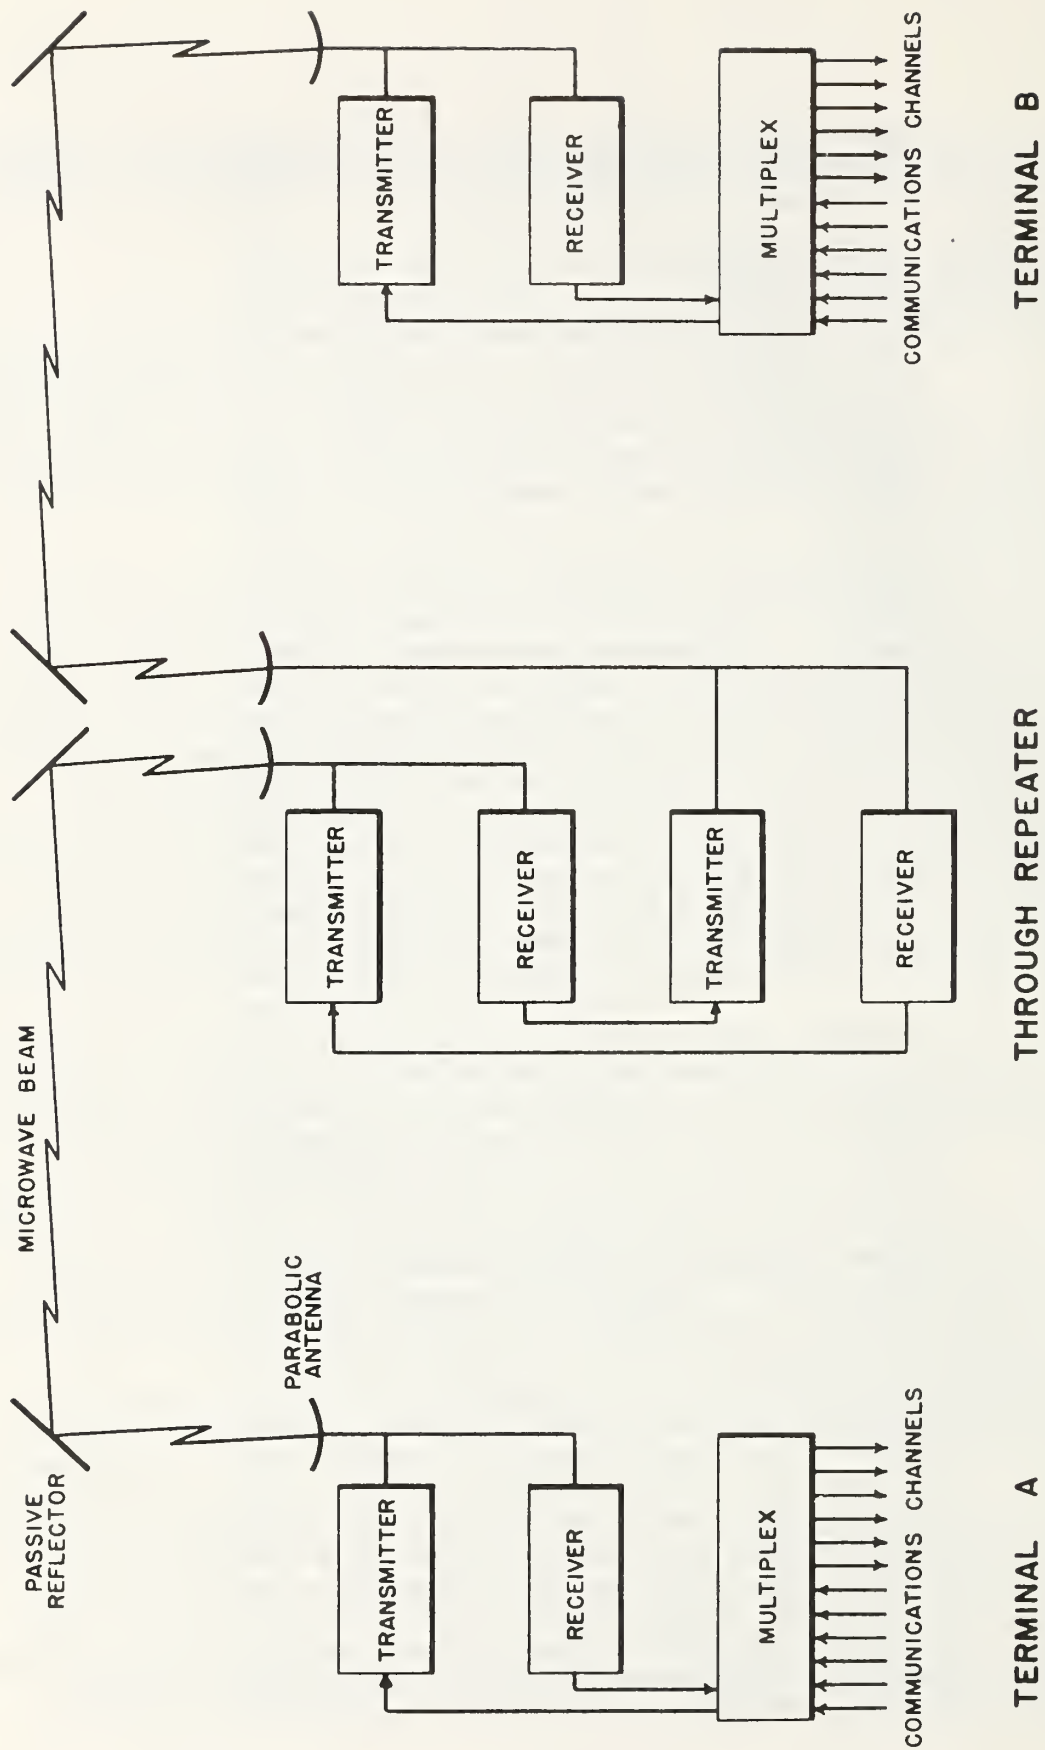 MICROWAVE BEAM
PASSIVE
REFLECTOR
PARABOLIC
ANTENNA
TRANSMITTER
RECEIVER
MULTIPLEX
COMMUNICATIONS CHANNELS
TERMINAL A
TRANSMITTER
RECEIVER
TRANSMITTER
RECEIVER
THROUGH REPEATER
TRANSMITTER
RECEIVER
MULTIPLEX
COMMUNICATIONS CHANNELS
TERMINAL B